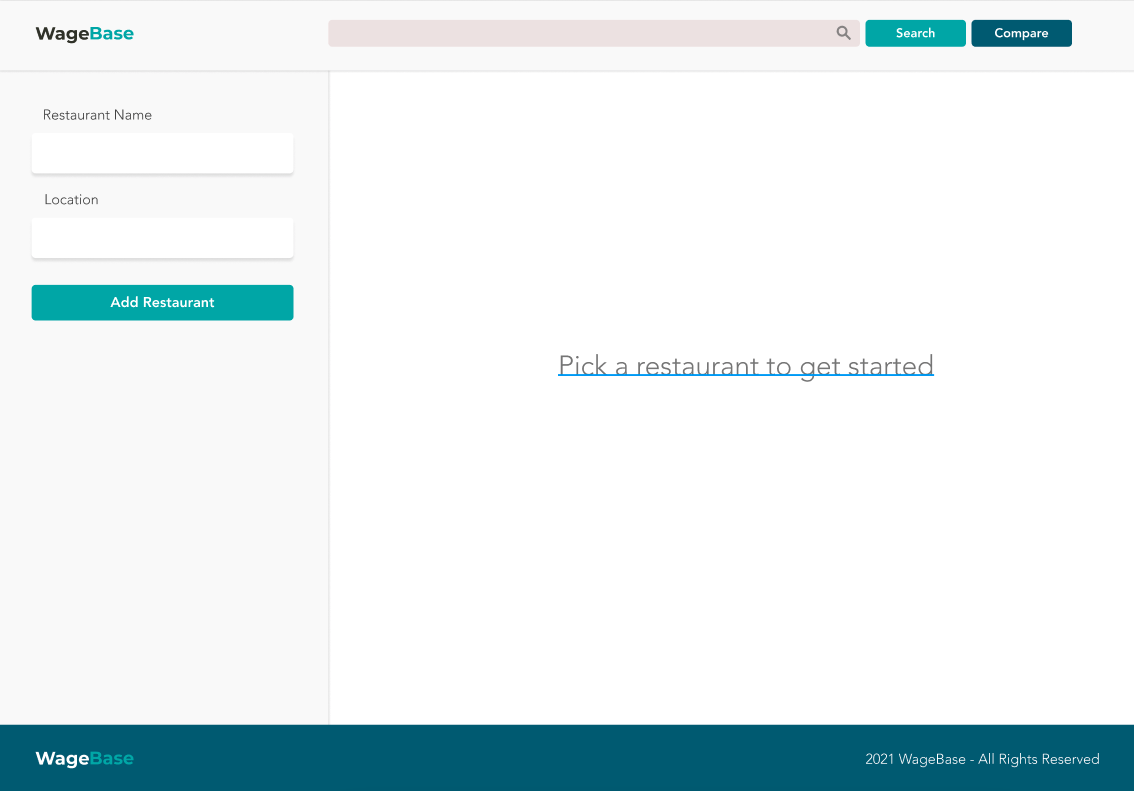 WageBase
Search
Compare
Restaurant Name
Location
Add Restaurant
Pick a restaurant to get started
WageBase
2021 WageBase - All Rights Reserved